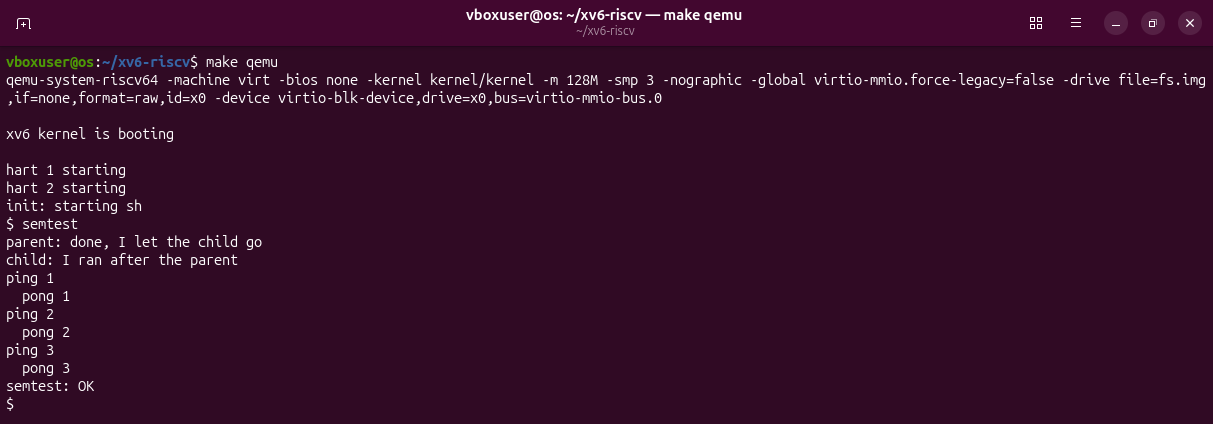 vboxuser@os: ~/xv6-riscv — make qemu
~/xv6-riscv
vboxuser@os:~/xv6-riscv$ make qemu
qemu-system-riscv64 -machine virt -bios none -kernel kernel/kernel -m 128M -smp 3 -nographic -global virtio-mmio.force-legacy=false -drive file=fs.img
,if=none,format=raw,id=x0 -device virtio-blk-device,drive=x0,bus=virtio-mmio-bus.0
xv6 kernel is booting
hart 1 starting
hart 2 starting
init: starting sh
$ semtest
parent: done, I let the child go
child: I ran after the parent
ping 1
  pong 1
ping 2
  pong 2
ping 3
  pong 3
semtest: OK
$